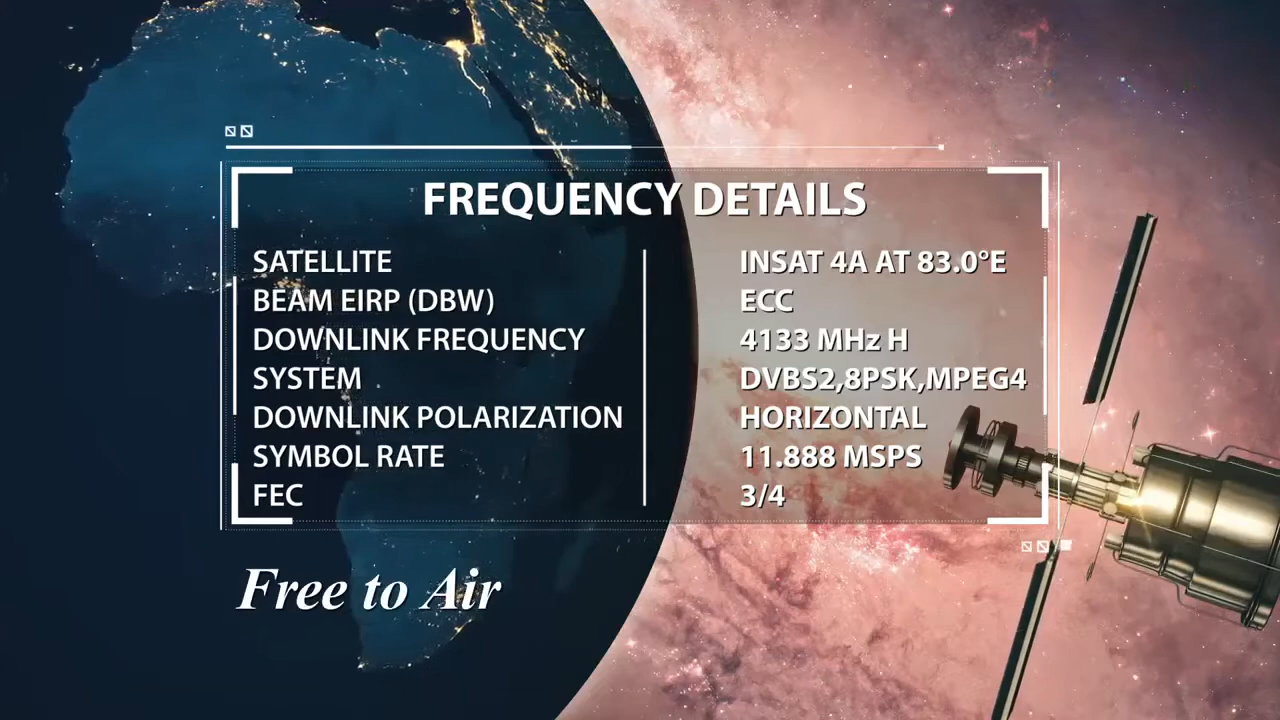 FREQUENCY DETAILS
SATELLITE INSAT 4A AT 83.0°E
BEAM EIRP (DBW) ECC
DOWNLINK FREQUENCY 4133 MHz H
SYSTEM DVBS2,8PSK,MPEG4
DOWNLINK POLARIZATION HORIZONTAL
SYMBOL RATE 11.888 MSPS
FEC 3/4
Free to Air